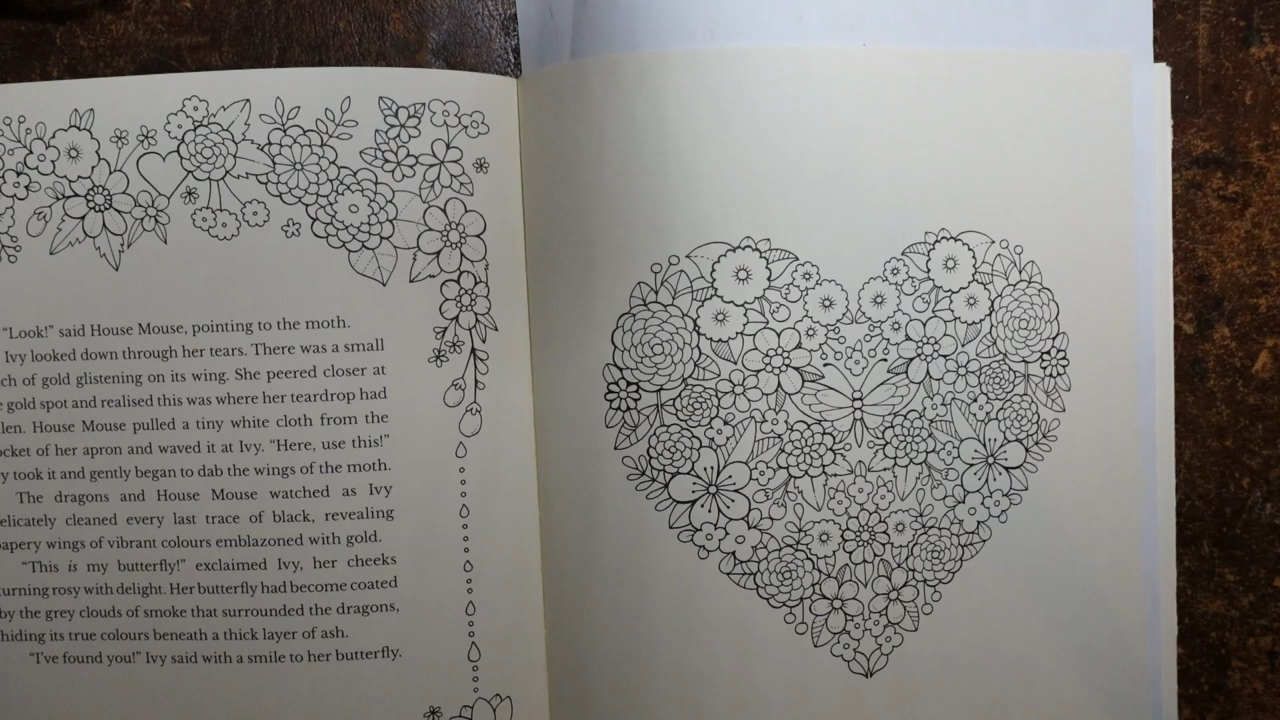 “Look!” said House Mouse, pointing to the moth.
Ivy looked down through her tears. There was a small
of gold glistening on its wing. She peered closer at
gold spot and realised this was where her teardrop had
House Mouse pulled a tiny white cloth from the
of her apron and waved it at Ivy. “Here, use this!”
took it and gently began to dab the wings of the moth.
The dragons and House Mouse watched as Ivy
cleaned every last trace of black, revealing
wings of vibrant colours emblazoned with gold.
“This is my butterfly!” exclaimed Ivy, her cheeks
turning rosy with delight. Her butterfly had become coated
by the grey clouds of smoke that surrounded the dragons,
hiding its true colours beneath a thick layer of ash.
“I’ve found you!” Ivy said with a smile to her butterfly.